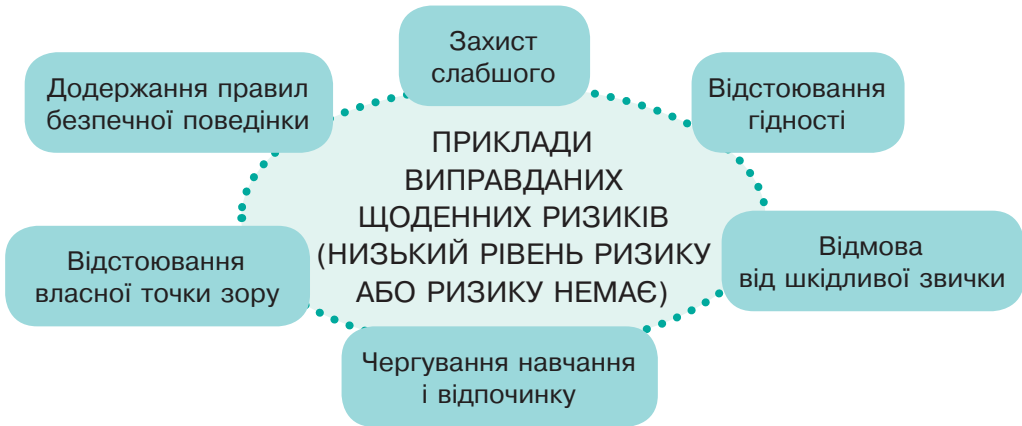 Захист
слабшого
Додержання правил
безпечної поведінки
Відстоювання
гідності
ПРИКЛАДИ
ВИПРАВДАНИХ
ЩОДЕННИХ РИЗИКІВ
(НИЗЬКИЙ РІВЕНЬ РИЗИКУ
АБО РИЗИКУ НЕМАЄ)
Відстоювання
власної точки зору
Відмова
від шкідливої звички
Чергування навчання
і відпочинку